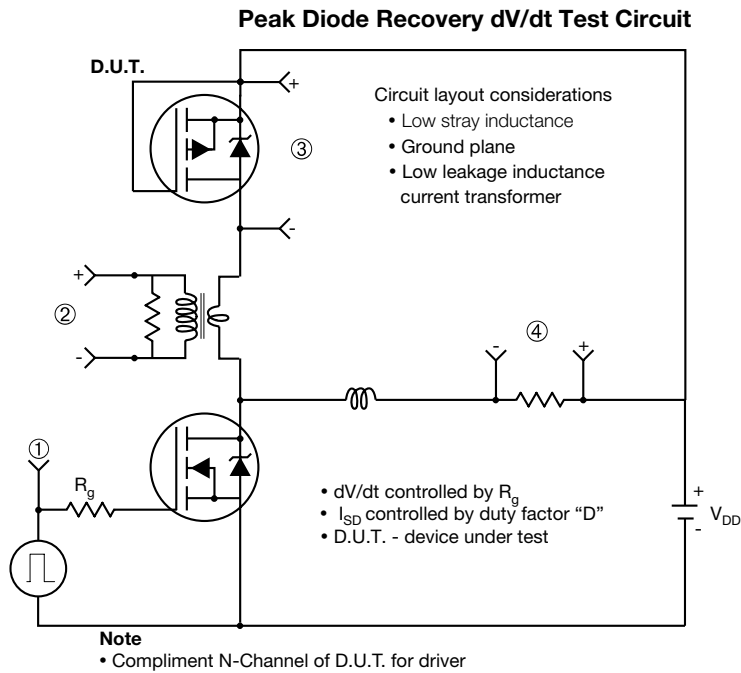 Peak Diode Recovery dV/dt Test Circuit
D.U.T.
+
Circuit layout considerations
• Low stray inductance
③
• Ground plane
• Low leakage inductance
current transformer
-
+
②
-
④
-
+
①
Rg
• dV/dt controlled by Rg
• ISD controlled by duty factor “D”
• D.U.T. - device under test
+
VDD
-
Note
• Compliment N-Channel of D.U.T. for driver